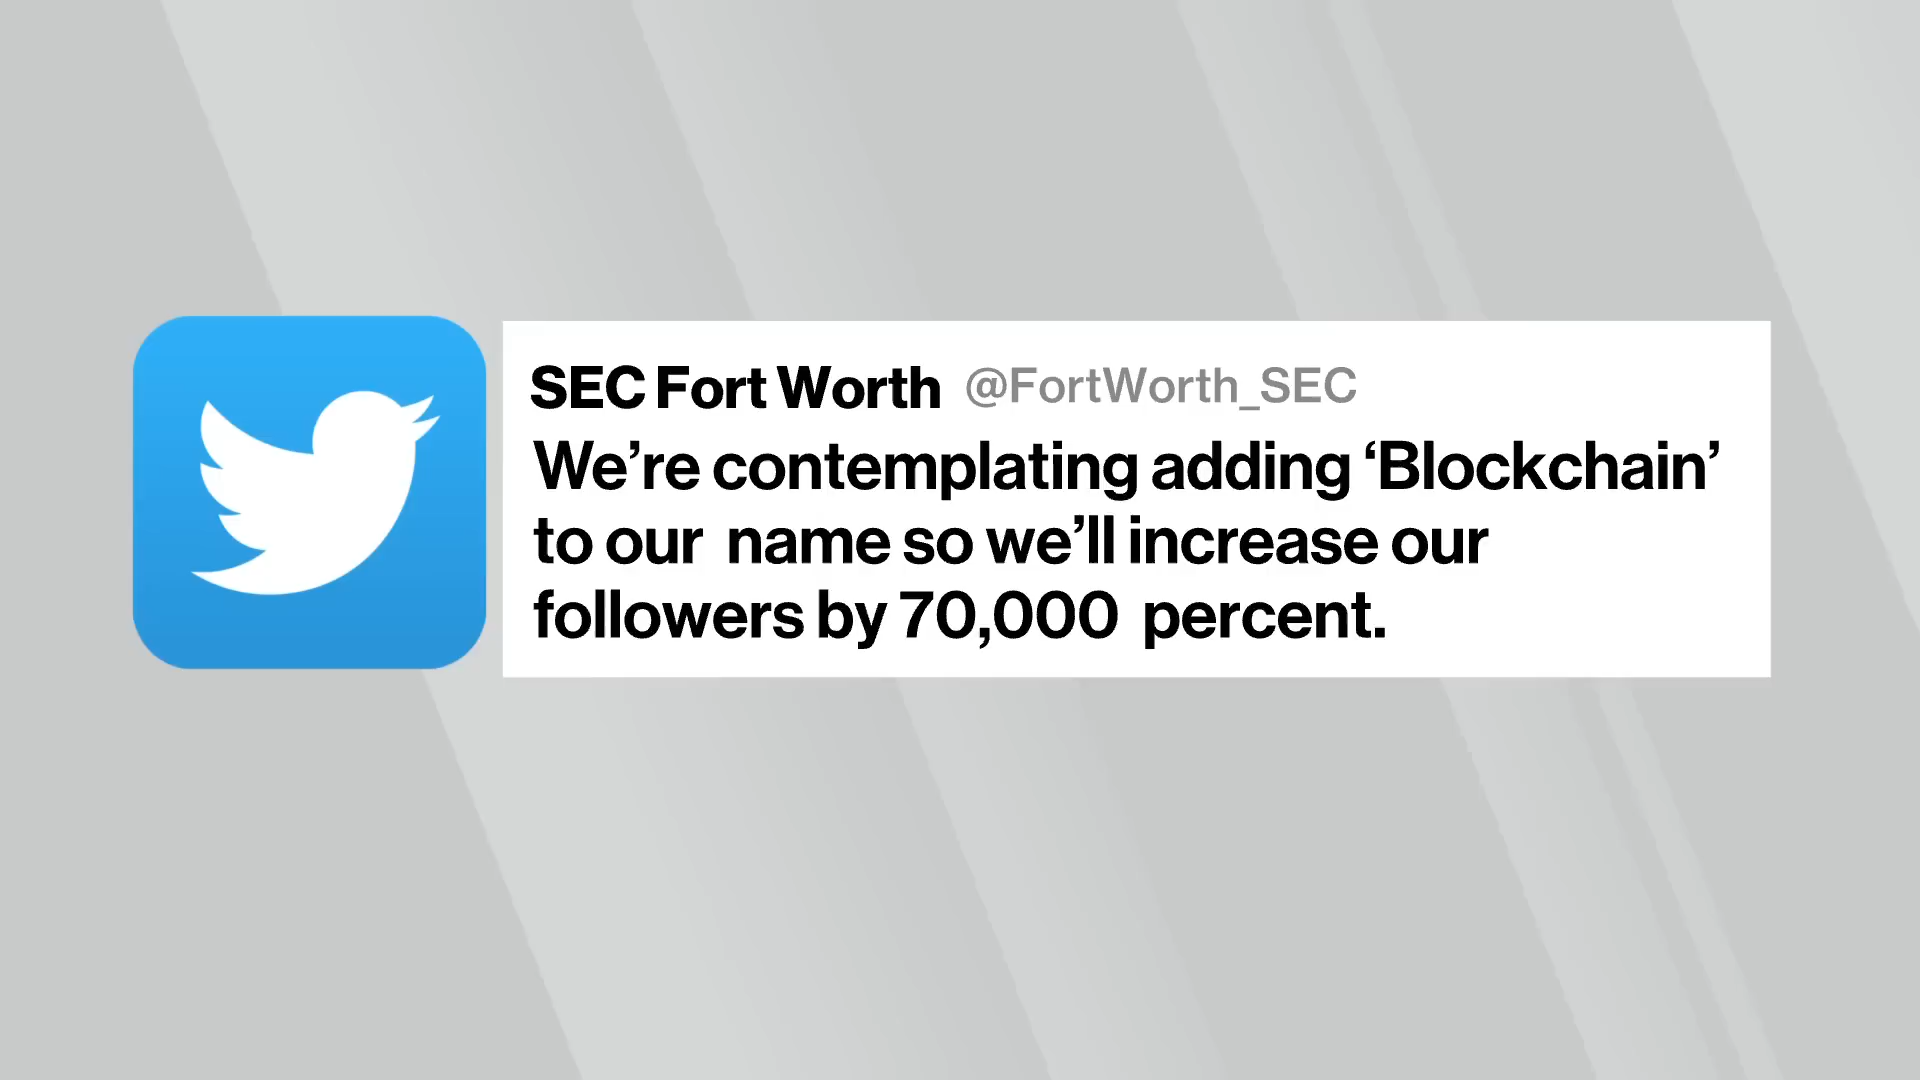 SEC Fort Worth @FortWorth_SEC
We’re contemplating adding ‘Blockchain’
to our name so we’ll increase our
followers by 70,000 percent.